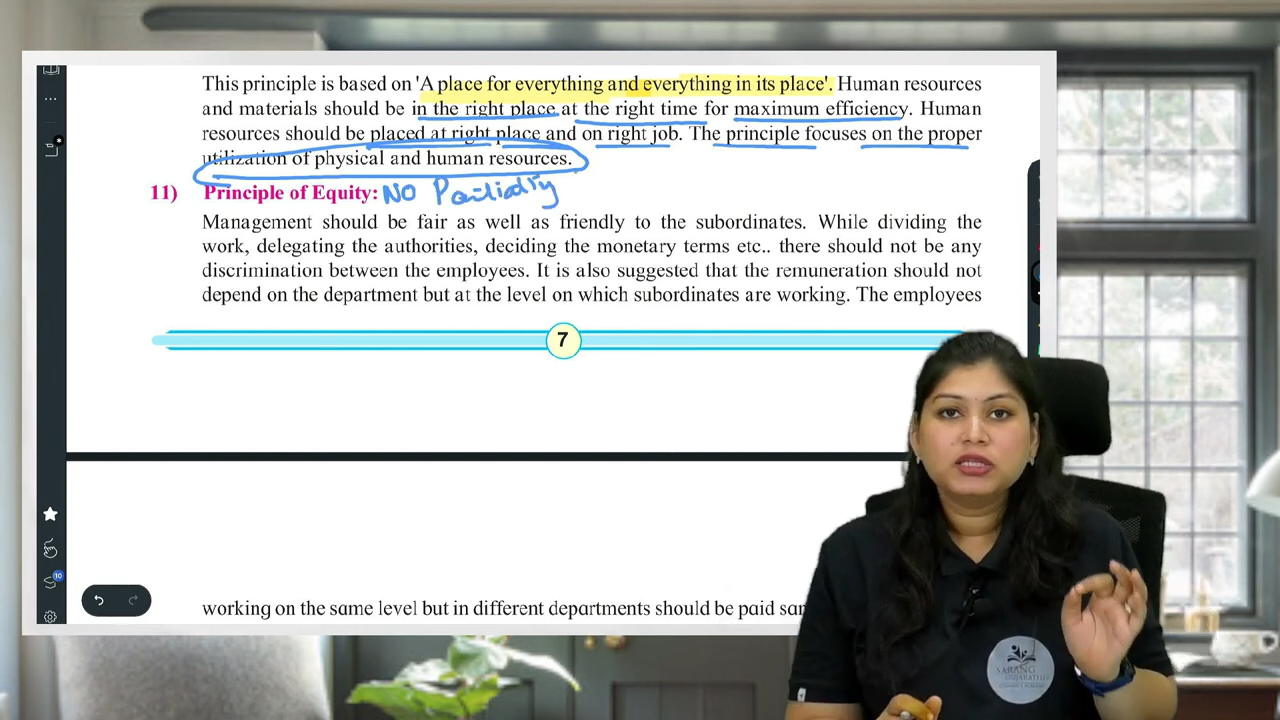 This principle is based on 'A place for everything and everything in its place'. Human resources
and materials should be in the right place at the right time for maximum efficiency. Human
resources should be placed at right place and on right job. The principle focuses on the proper
utilization of physical and human resources.
11) Principle of Equity: NO Partiality
Management should be fair as well as friendly to the subordinates. While dividing the
work, delegating the authorities, deciding the monetary terms etc.. there should not be any
discrimination between the employees. It is also suggested that the remuneration should not
depend on the department but at the level on which subordinates are working. The employees
7
10
working on the same level but in different departments should be paid
SARANG
GUJARATHI